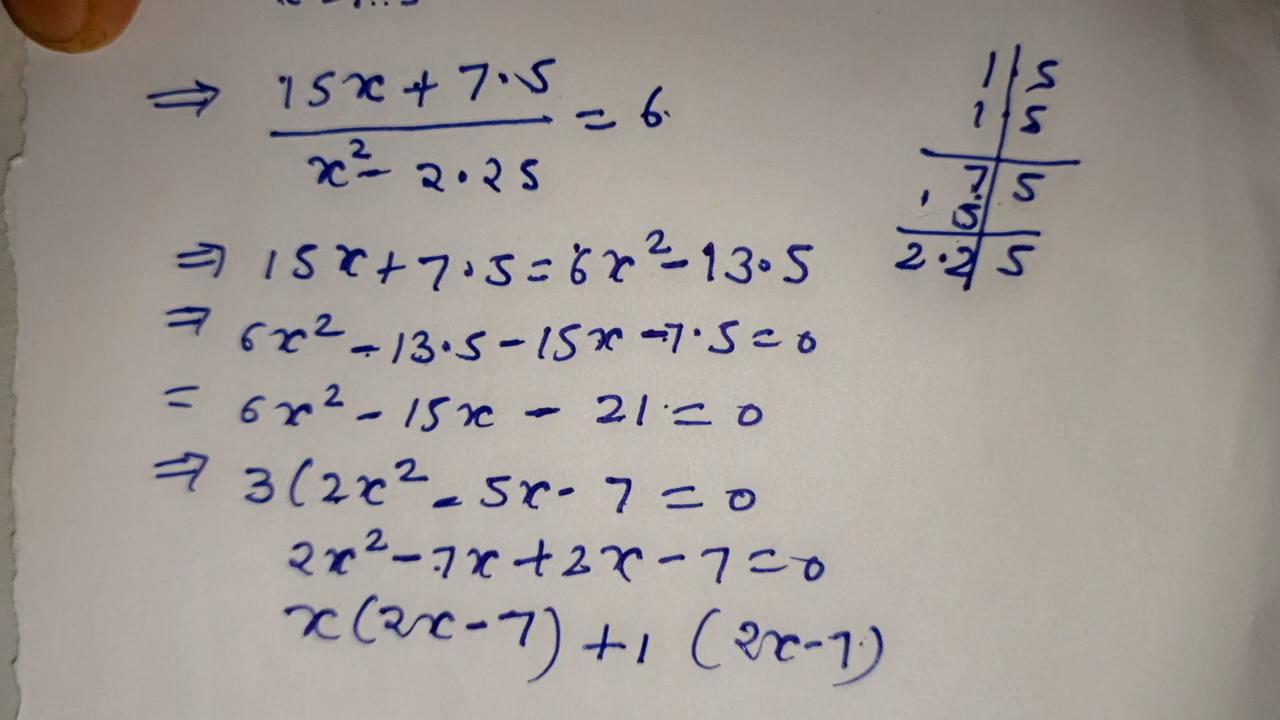 ⇒ 15x + 7.5 / x² - 2.25 = 6.
⇒ 15x + 7.5 = 6x² - 13.5
⇒ 6x² - 13.5 - 15x - 7.5 = 0
= 6x² - 15x - 21 = 0
⇒ 3(2x² - 5x - 7 = 0
2x² - 7x + 2x - 7 = 0
x(2x - 7) + 1 (2x - 7)
1.5
1.5
7 5
1 5
2.2 5